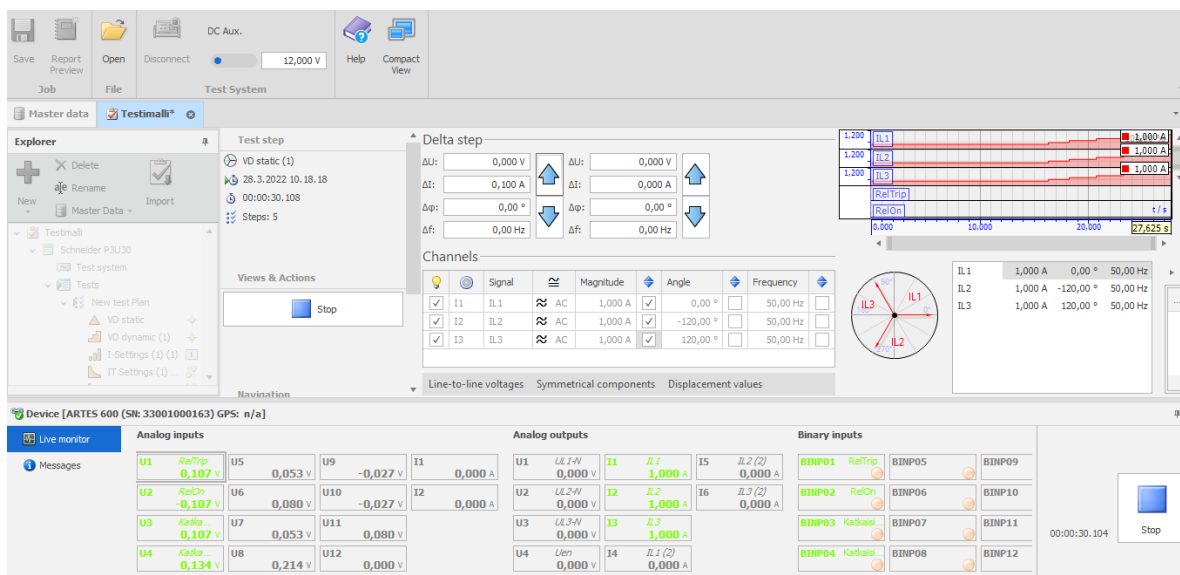 DC Aux.
Save Report Preview Open Disconnect 12,000 V Help Compact View
Job File Test System
Master data Testimalli*
Explorer
New Delete
Rename
Master Data
Import
Testimalli
Schneider P3U30
Test system
Tests
New test Plan
VD static
VD dynamic (1)
I-Settings (1) (1)
IT Settings (1) ...
Test step
VD static (1)
28.3.2022 10.18.18
00:00:30.108
Steps: 5
Views & Actions
Stop
Navigation
Delta step
ΔU: 0,000 V ΔU: 0,000 V
ΔI: 0,100 A ΔI: 0,000 A
Δφ: 0,00 ° Δφ: 0,00 °
Δf: 0,00 Hz Δf: 0,00 Hz
Channels
Signal Magnitude Angle Frequency
I1 IL1 AC 1,000 A 0,00 ° 50,00 Hz
I2 IL2 AC 1,000 A -120,00 ° 50,00 Hz
I3 IL3 AC 1,000 A 120,00 ° 50,00 Hz
Line-to-line voltages Symmetrical components Displacement values
1,200 IL1 1,000 A
1,200 IL2 1,000 A
1,200 IL3 1,000 A
RelTrip
RelOn t/s
0,000 10,000 20,000 27,625 s
90°
IL3 IL1
0°
IL2
IL1 1,000 A 0,00 ° 50,00 Hz
IL2 1,000 A -120,00 ° 50,00 Hz
IL3 1,000 A 120,00 ° 50,00 Hz
Device [ARTES 600 (SN: 33001000163) GPS: n/a]
Live monitor
Messages
Analog inputs
U1 RelTrip 0,107 V U5 0,053 V U9 -0,027 V I1 0,000 A
U2 RelOn -0,107 V U6 0,080 V U10 -0,027 V I2 0,000 A
U3 Katka... 0,107 V U7 0,053 V U11 0,080 V
U4 Katka... 0,134 V U8 0,214 V U12 0,000 V
Analog outputs
U1 UL1-N 0,000 V I1 IL1 1,000 A I5 IL2 (2) 0,000 A
U2 UL2-N 0,000 V I2 IL2 1,000 A I6 IL3 (2) 0,000 A
U3 UL3-N 0,000 V I3 IL3 1,000 A
U4 Uen 0,000 V I4 IL1 (2) 0,000 A
Binary inputs
BINP01 RelTrip BINP05 BINP09
BINP02 RelOn BINP06 BINP10
BINP03 Katkaisi... BINP07 BINP11
BINP04 Katkaisi... BINP08 BINP12
00:00:30.104 Stop